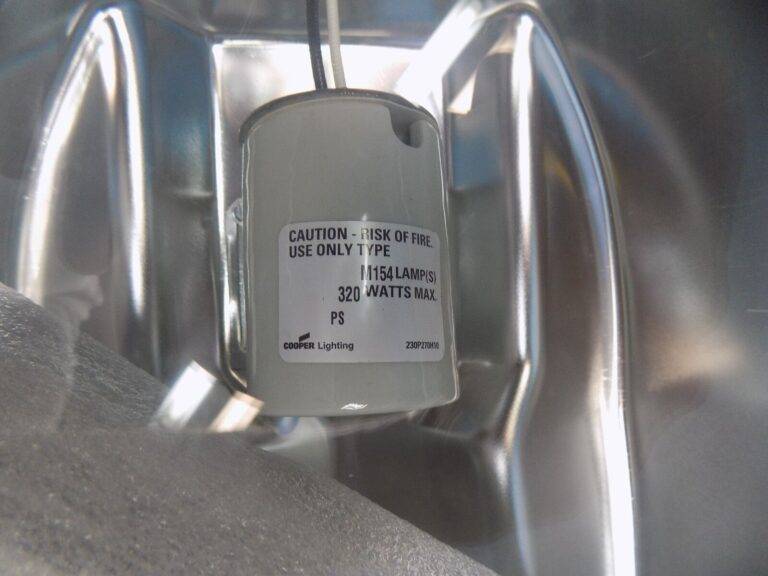 CAUTION - RISK OF FIRE.
USE ONLY TYPE
M154 LAMP(S)
320 WATTS MAX.
PS
COOPER Lighting 230P270H10